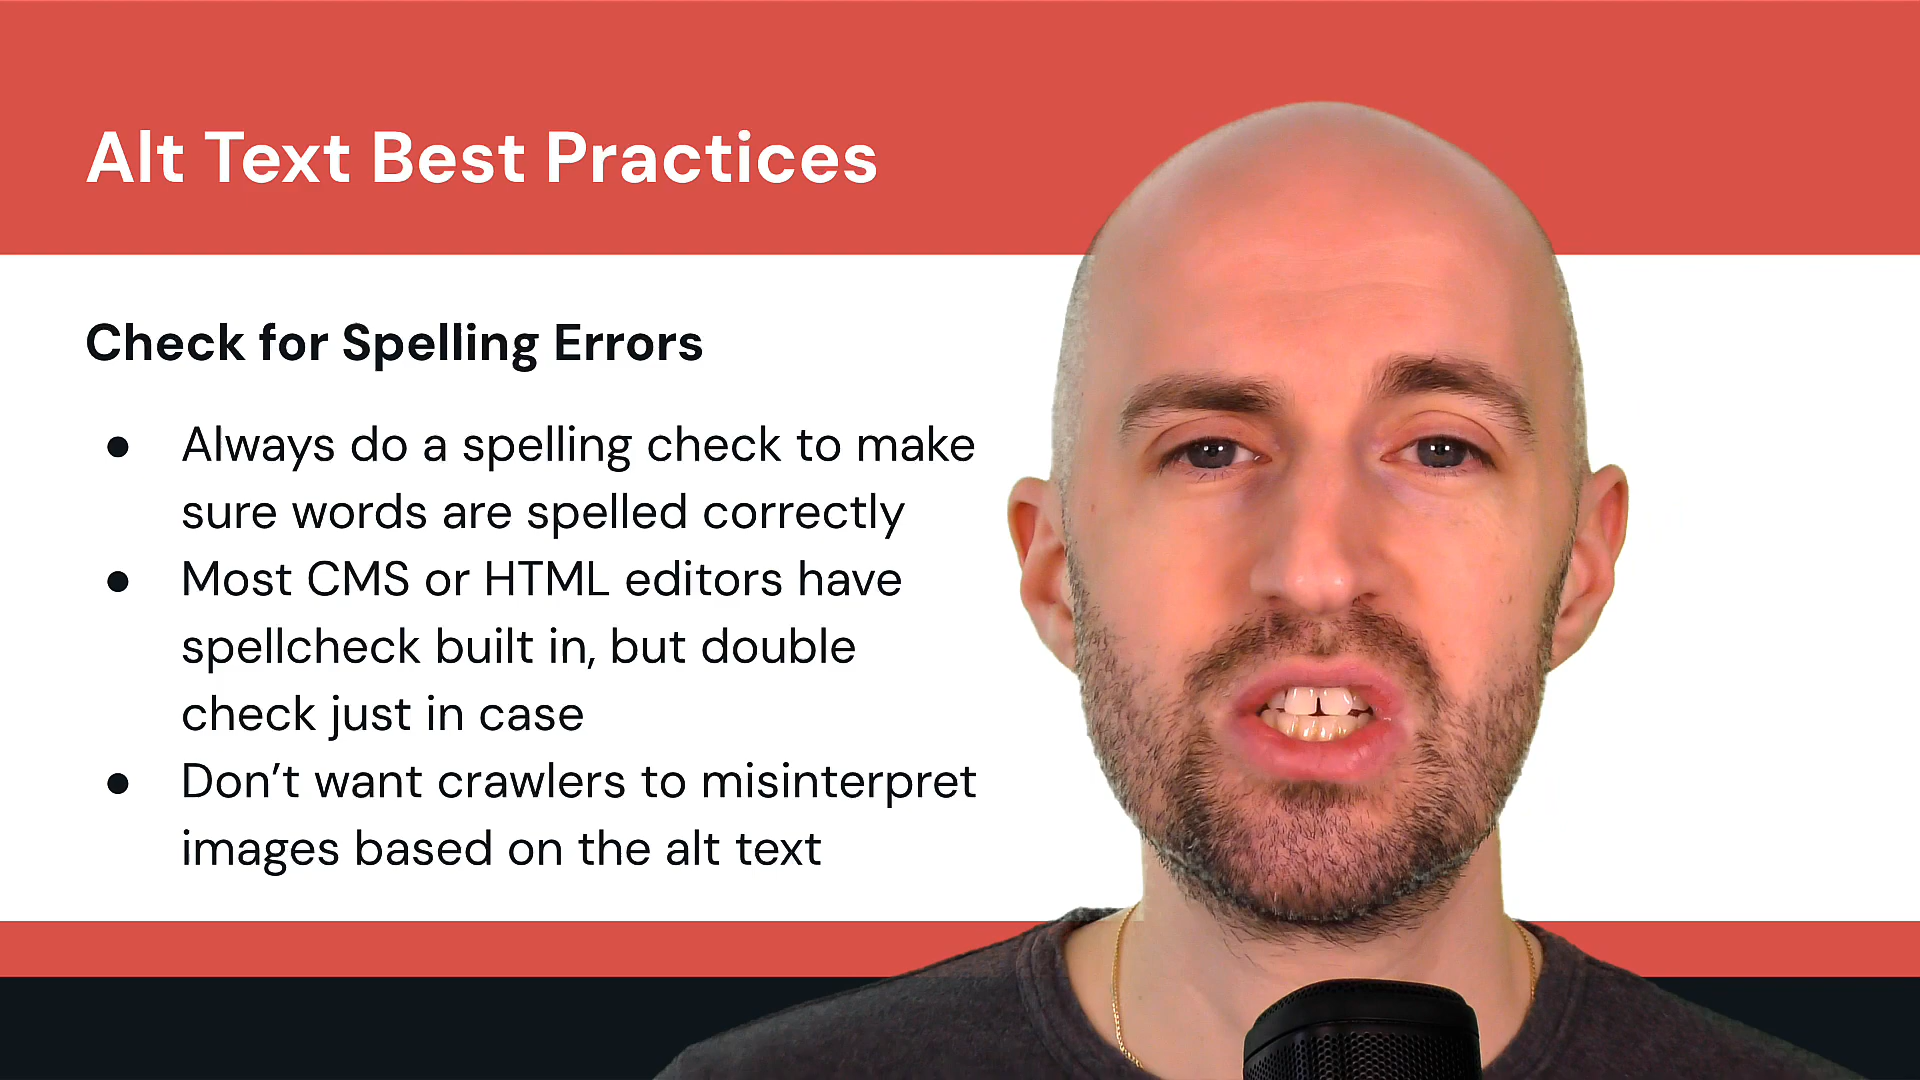 Alt Text Best Practices
Check for Spelling Errors
● Always do a spelling check to make
sure words are spelled correctly
● Most CMS or HTML editors have
spellcheck built in, but double
check just in case
● Don’t want crawlers to misinterpret
images based on the alt text